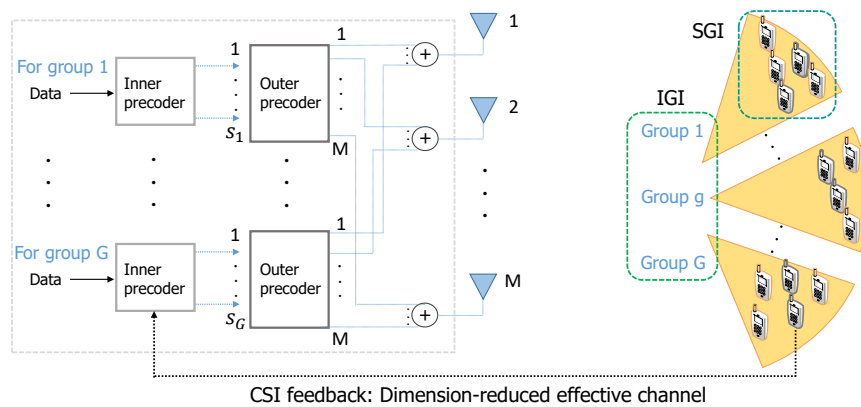 For group 1
Data
Inner
precoder
1
s₁
Outer
precoder
1
M
+
1
+
2
For group G
Data
Inner
precoder
1
s_G
Outer
precoder
1
M
+
M
SGI
IGI
Group 1
Group g
Group G
CSI feedback: Dimension-reduced effective channel